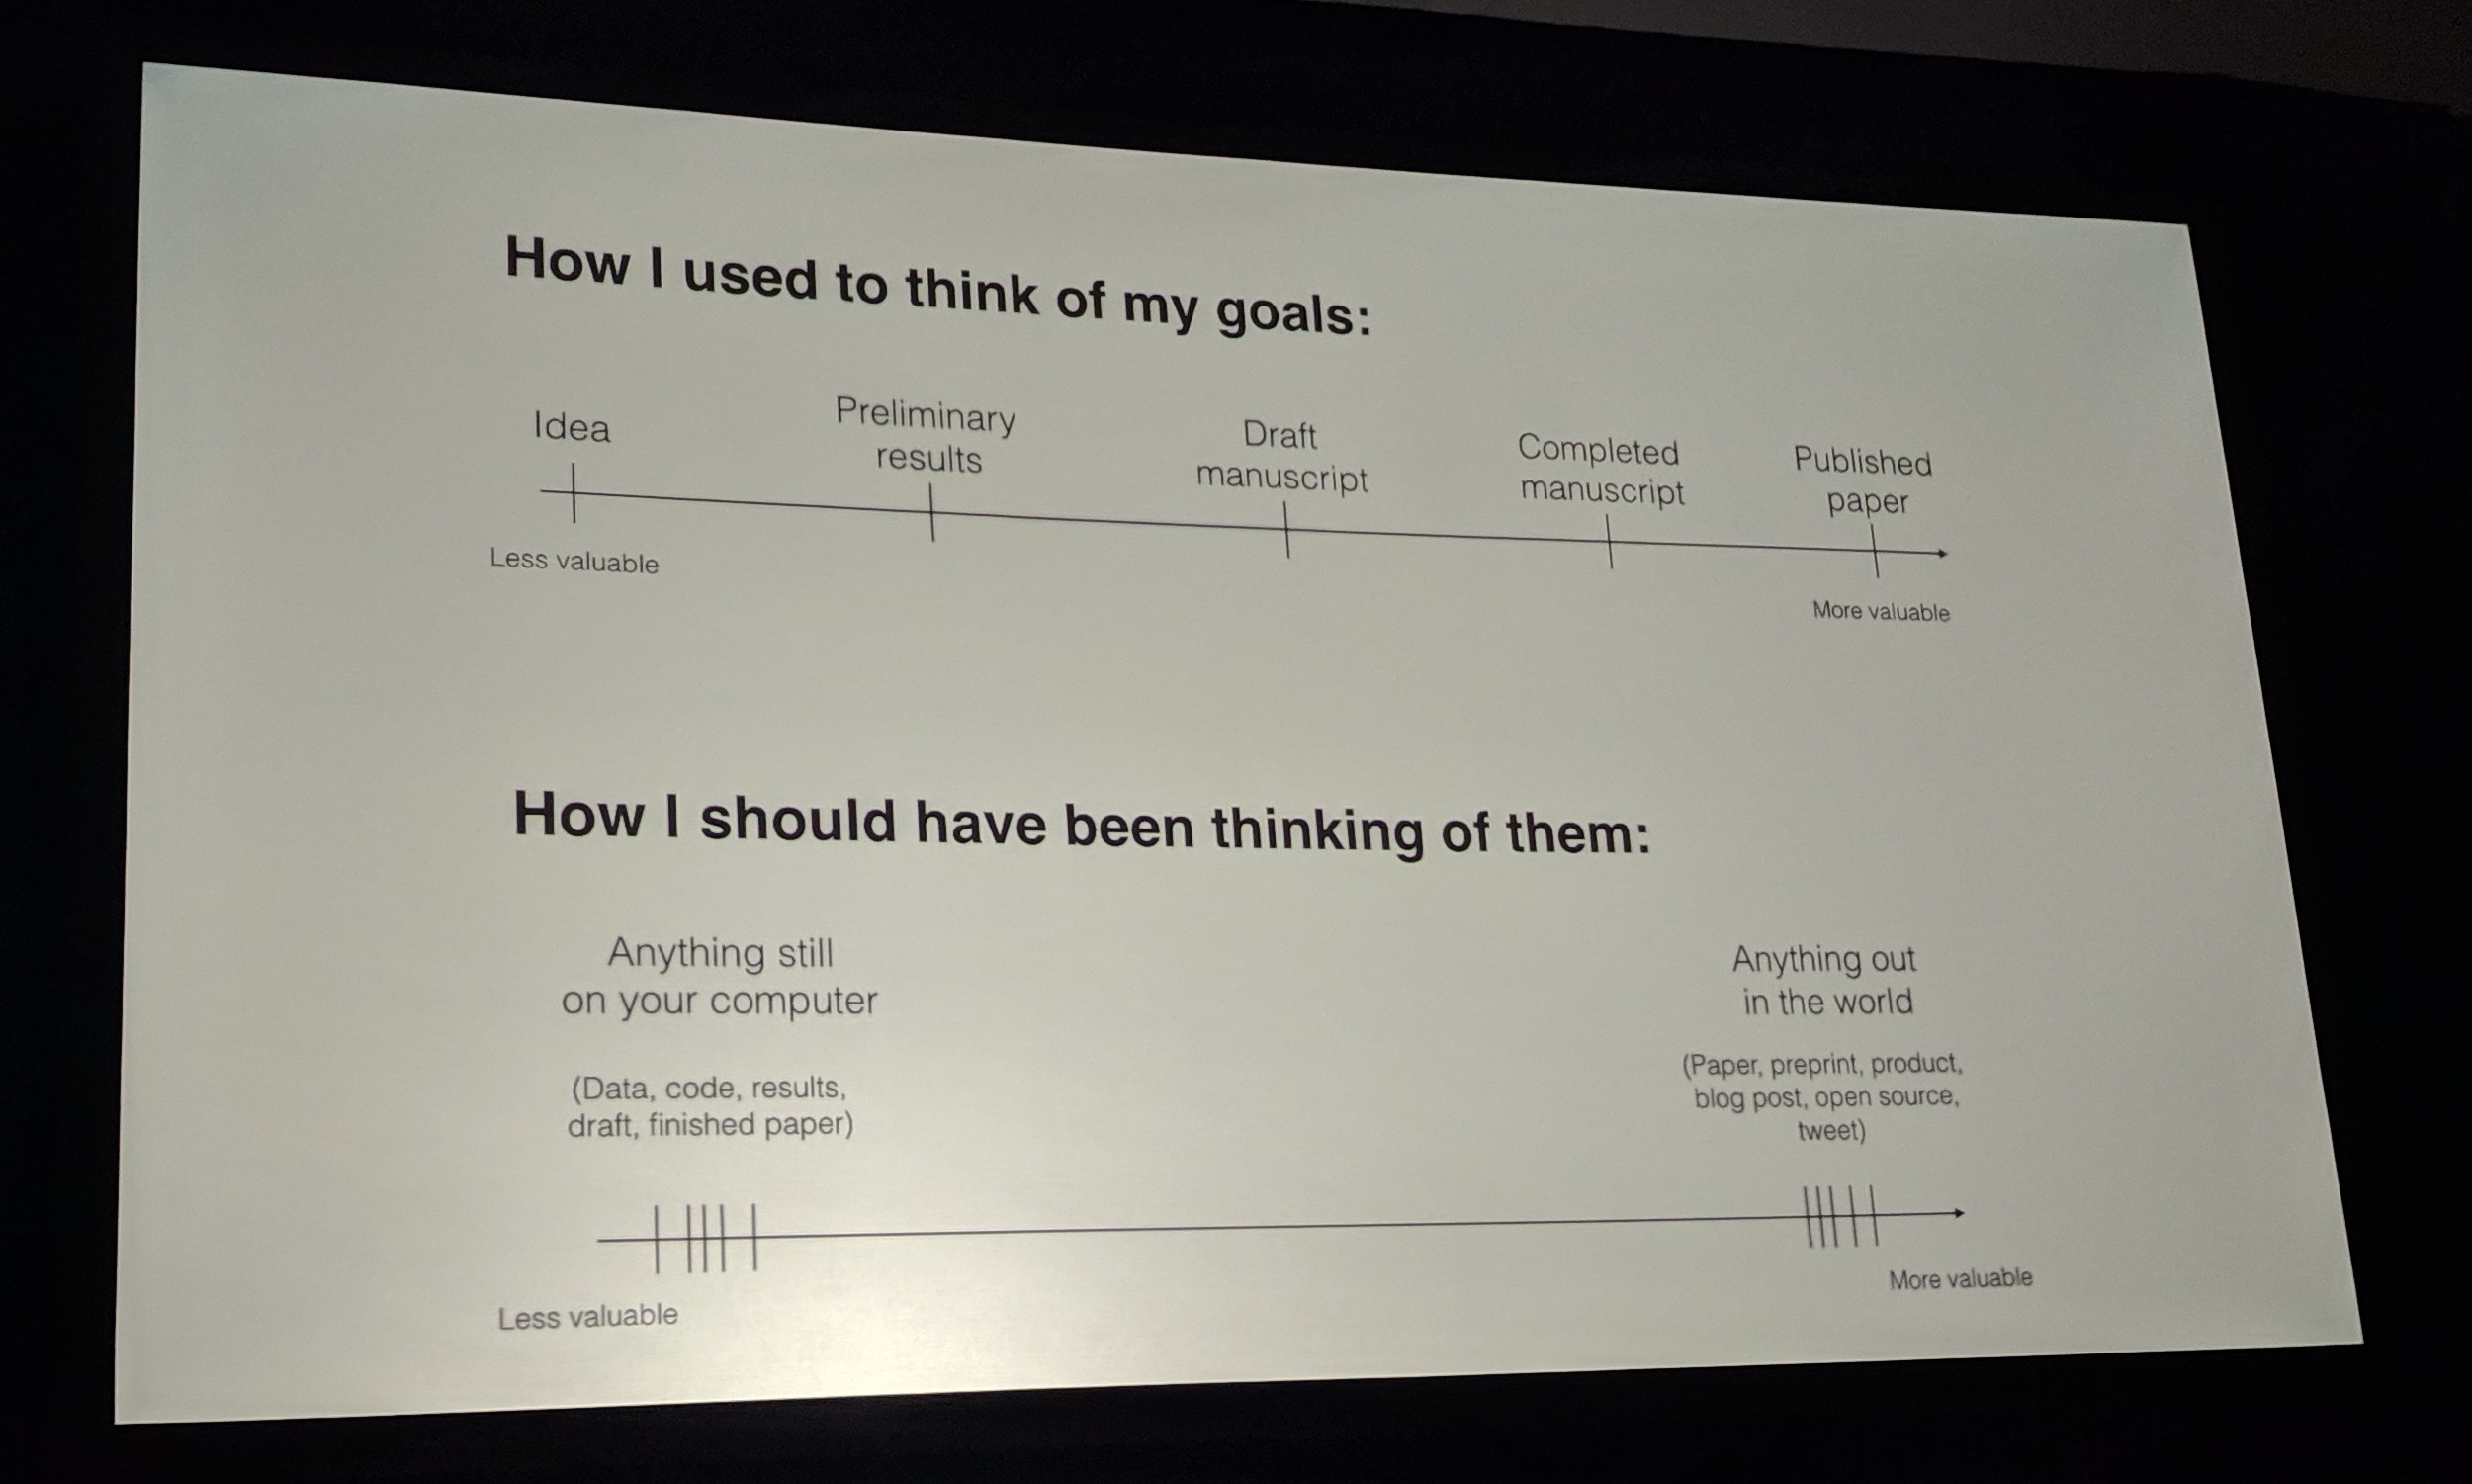 How I used to think of my goals:
Idea
Preliminary
results
Draft
manuscript
Completed
manuscript
Published
paper
Less valuable
More valuable
How I should have been thinking of them:
Anything still
on your computer
(Data, code, results,
draft, finished paper)
Anything out
in the world
(Paper, preprint, product,
blog post, open source,
tweet)
Less valuable
More valuable